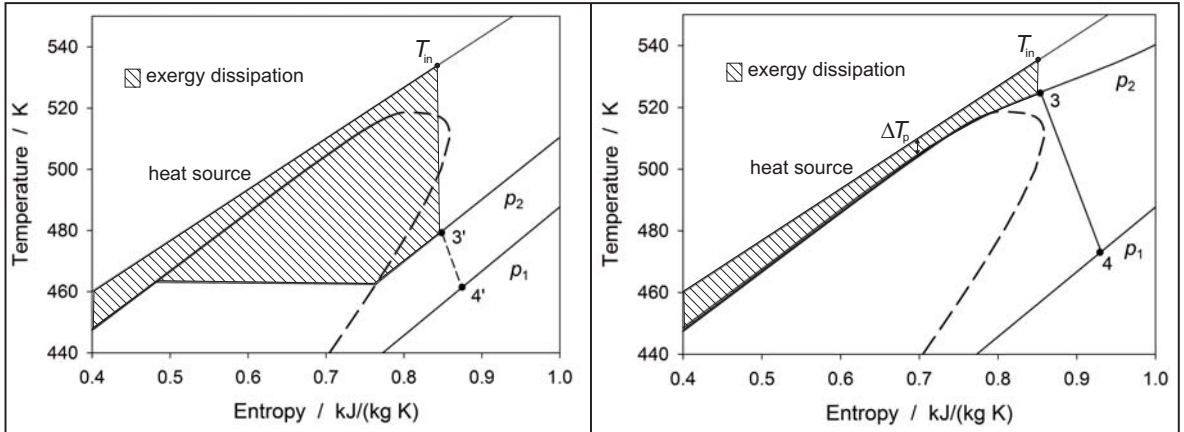 540
520
500
480
460
440
Temperature / K
exergy dissipation
heat source
T_in
p_2
3'
p_1
4'
0.4 0.5 0.6 0.7 0.8 0.9 1.0
Entropy / kJ/(kg K)
540
520
500
480
460
440
Temperature / K
exergy dissipation
heat source
T_in
3
p_2
ΔT_p
4
p_1
0.4 0.5 0.6 0.7 0.8 0.9 1.0
Entropy / kJ/(kg K)